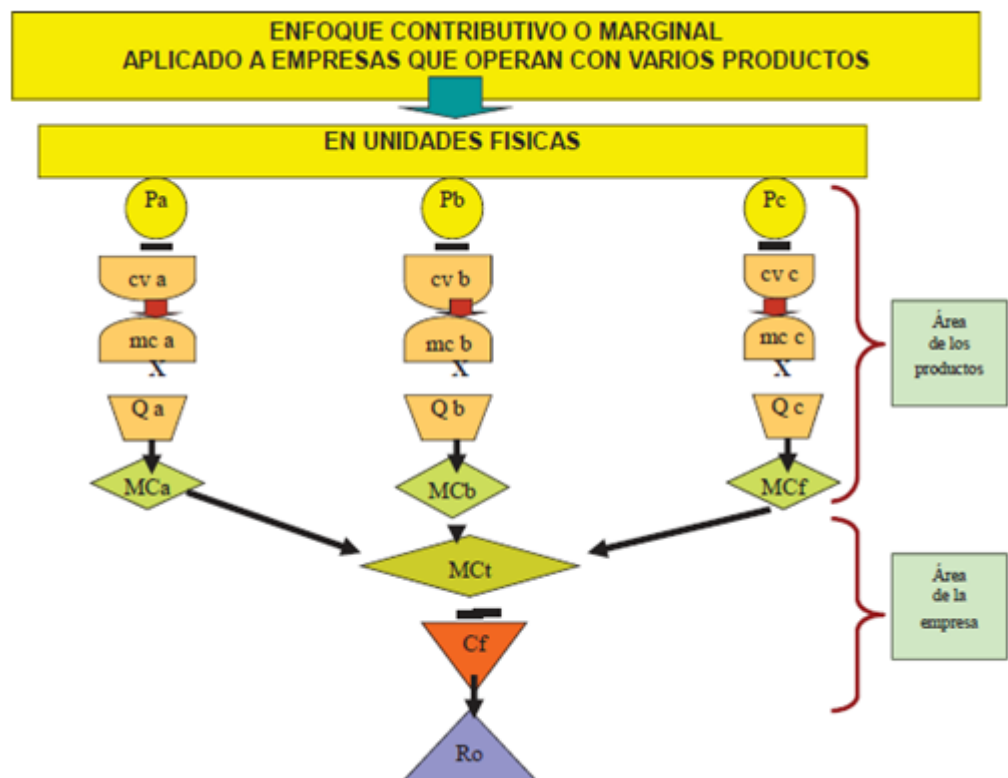 ENFOQUE CONTRIBUTIVO O MARGINAL
APLICADO A EMPRESAS QUE OPERAN CON VARIOS PRODUCTOS
EN UNIDADES FISICAS
Pa
Pb
Pc
cv a
cv b
cv c
mc a
mc b
mc c
X
X
X
Q a
Q b
Q c
MCa
MCb
MCf
Área
de los
productos
MCt
Cf
Ro
Área
de la
empresa